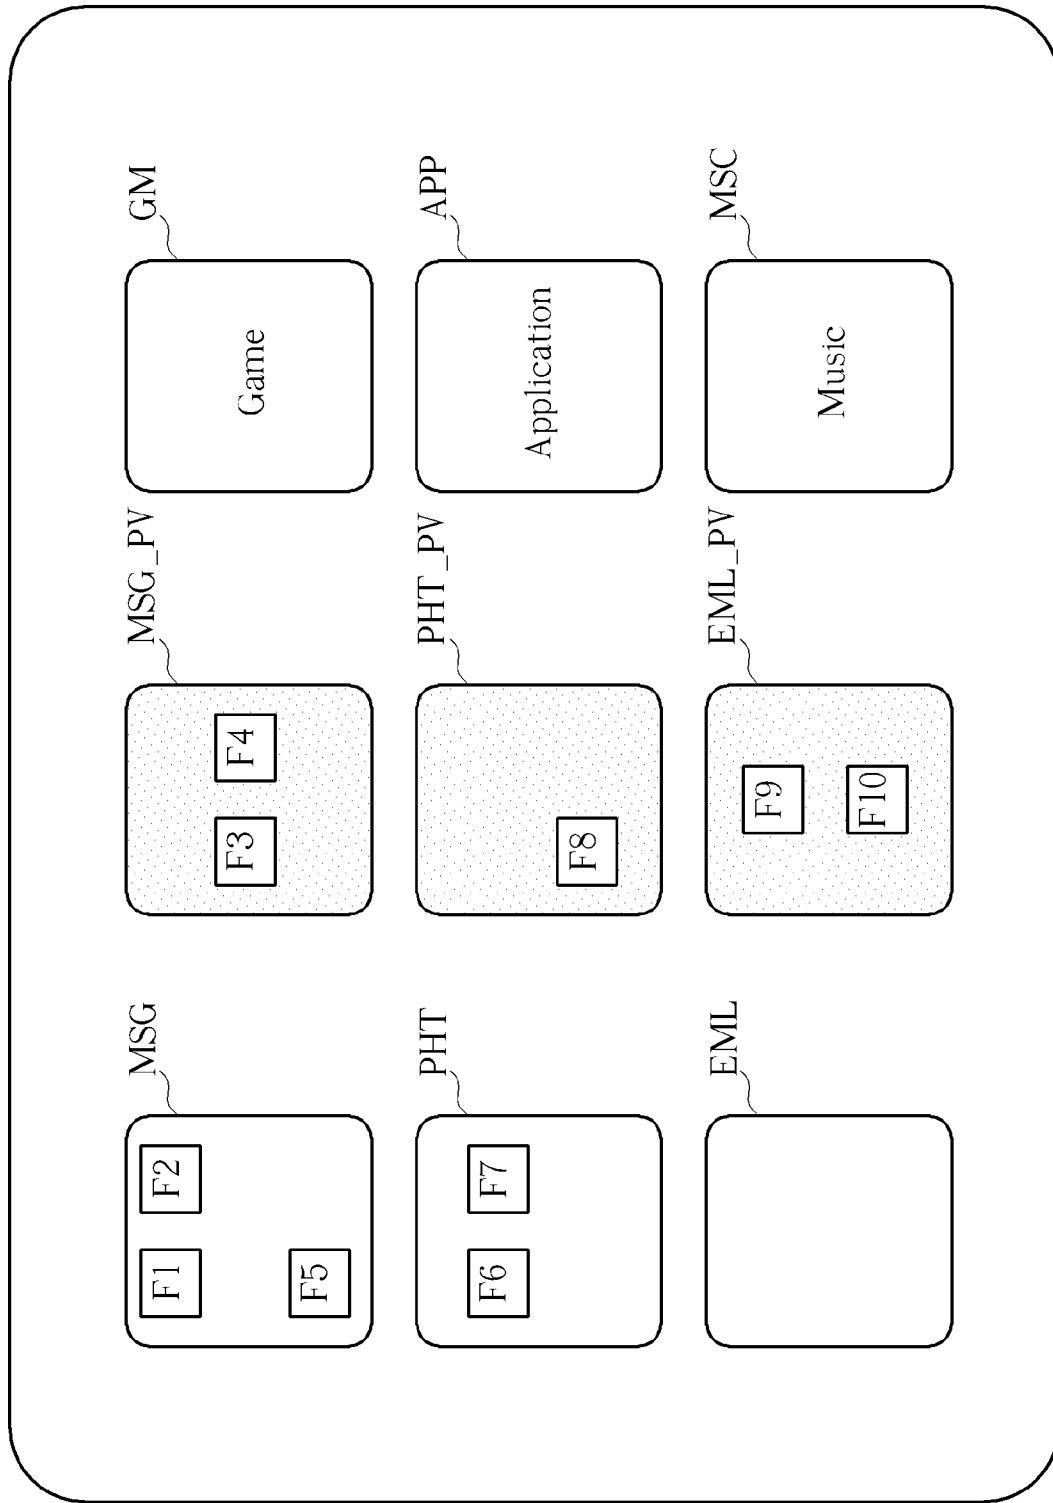 MSG
F1
F2
F5
MSG_PV
F3
F4
GM
Game
PHT
F6
F7
PHT_PV
F8
APP
Application
EML
EML_PV
F9
F10
MSC
Music